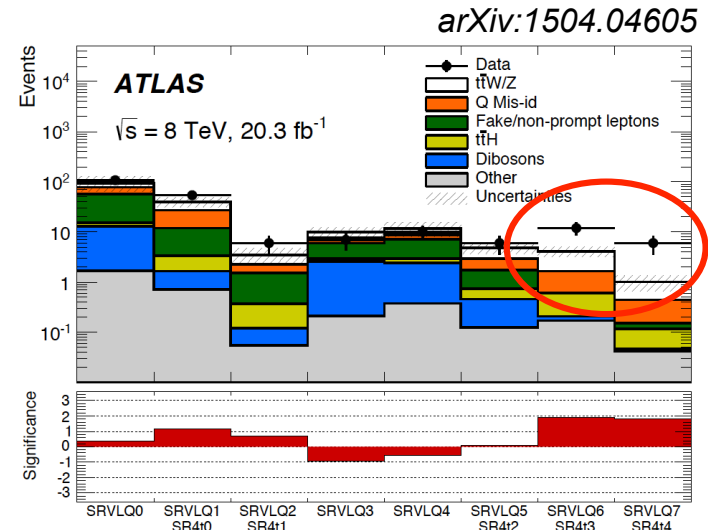 arXiv:1504.04605
Events
10⁴
10³
10²
10
1
10⁻¹
ATLAS
√s = 8 TeV, 20.3 fb⁻¹
Data
tt̄W/Z
Q Mis-id
Fake/non-prompt leptons
tt̄H
Dibosons
Other
Uncertainties
Significance
3
2
1
0
-1
-2
-3
SRVLQ0 SRVLQ1 SRVLQ2 SRVLQ3 SRVLQ4 SRVLQ5 SRVLQ6 SRVLQ7
SR4t0 SR4t1 SR4t2 SR4t3 SR4t4